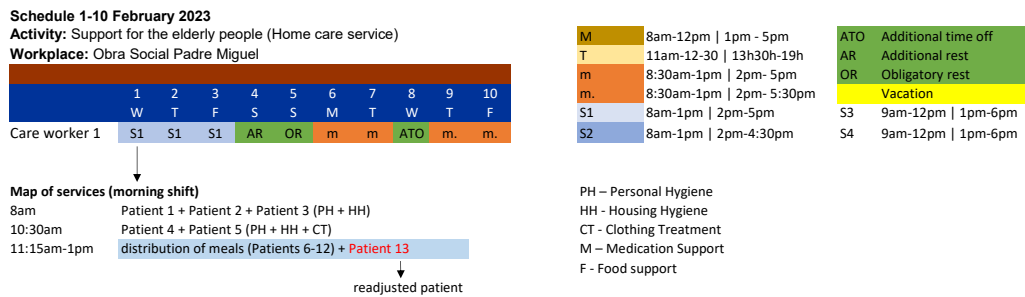 Schedule 1-10 February 2023
Activity: Support for the elderly people (Home care service)
Workplace: Obra Social Padre Miguel
1 2 3 4 5 6 7 8 9 10
W T F S S M T W T F
Care worker 1 S1 S1 S1 AR OR m m ATO m. m.
Map of services (morning shift)
8am Patient 1 + Patient 2 + Patient 3 (PH + HH)
10:30am Patient 4 + Patient 5 (PH + HH + CT)
11:15am-1pm distribution of meals (Patients 6-12) + Patient 13
readjusted patient
M 8am-12pm | 1pm - 5pm ATO Additional time off
T 11am-12-30 | 13h30h-19h AR Additional rest
m 8:30am-1pm | 2pm- 5pm OR Obligatory rest
m. 8:30am-1pm | 2pm- 5:30pm Vacation
S1 8am-1pm | 2pm-5pm S3 9am-12pm | 1pm-6pm
S2 8am-1pm | 2pm-4:30pm S4 9am-12pm | 1pm-6pm
PH – Personal Hygiene
HH - Housing Hygiene
CT - Clothing Treatment
M – Medication Support
F - Food support